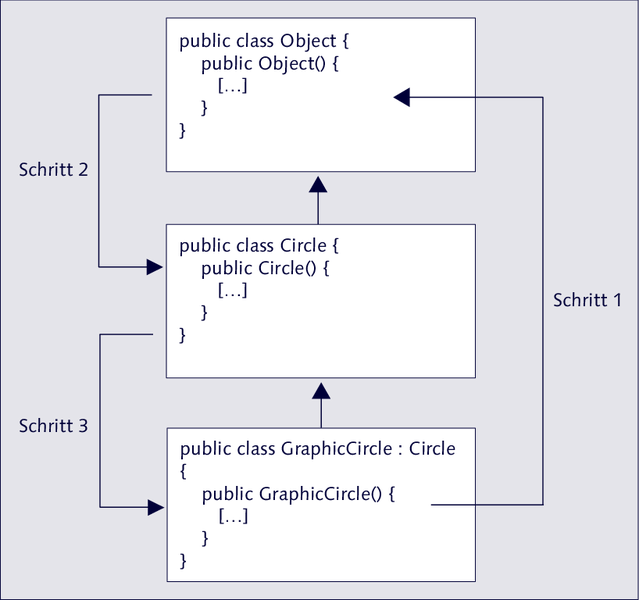 public class Object {
public Object() {
[...]
}
}
Schritt 2
public class Circle {
public Circle() {
[...]
}
}
Schritt 1
Schritt 3
public class GraphicCircle : Circle
{
public GraphicCircle() {
[...]
}
}